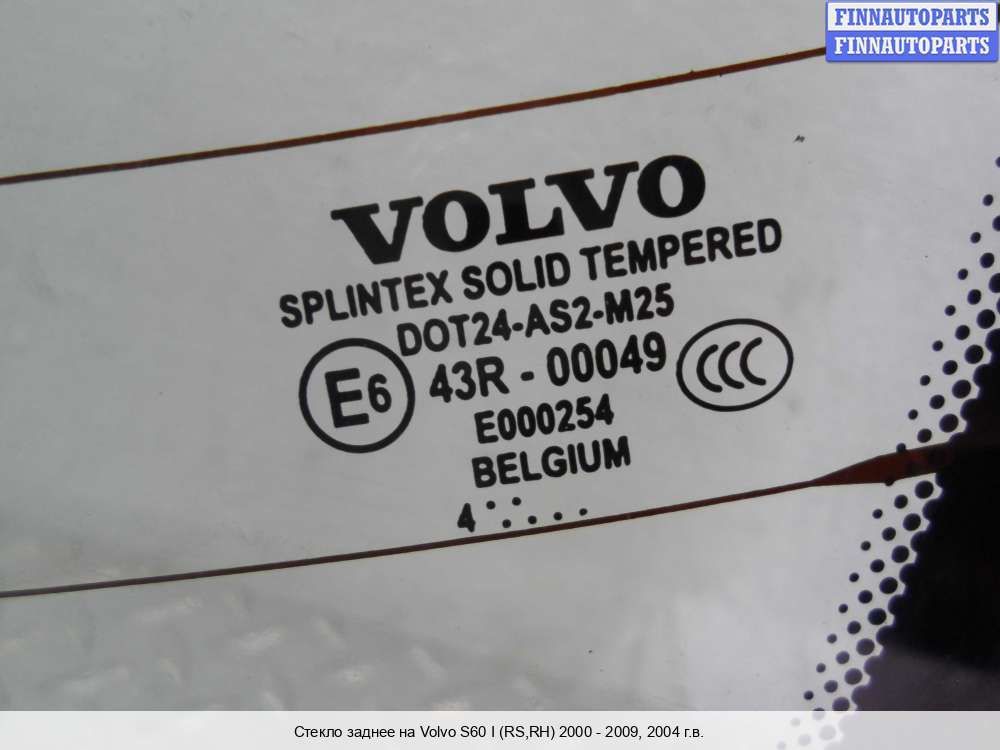 FINNAUTOPARTS
FINNAUTOPARTS
VOLVO
SPLINTEX SOLID TEMPERED
DOT24-AS2-M25
E6 43R - 00049 CCC
E000254
BELGIUM
4
Стекло заднее на Volvo S60 I (RS,RH) 2000 - 2009, 2004 г.в.